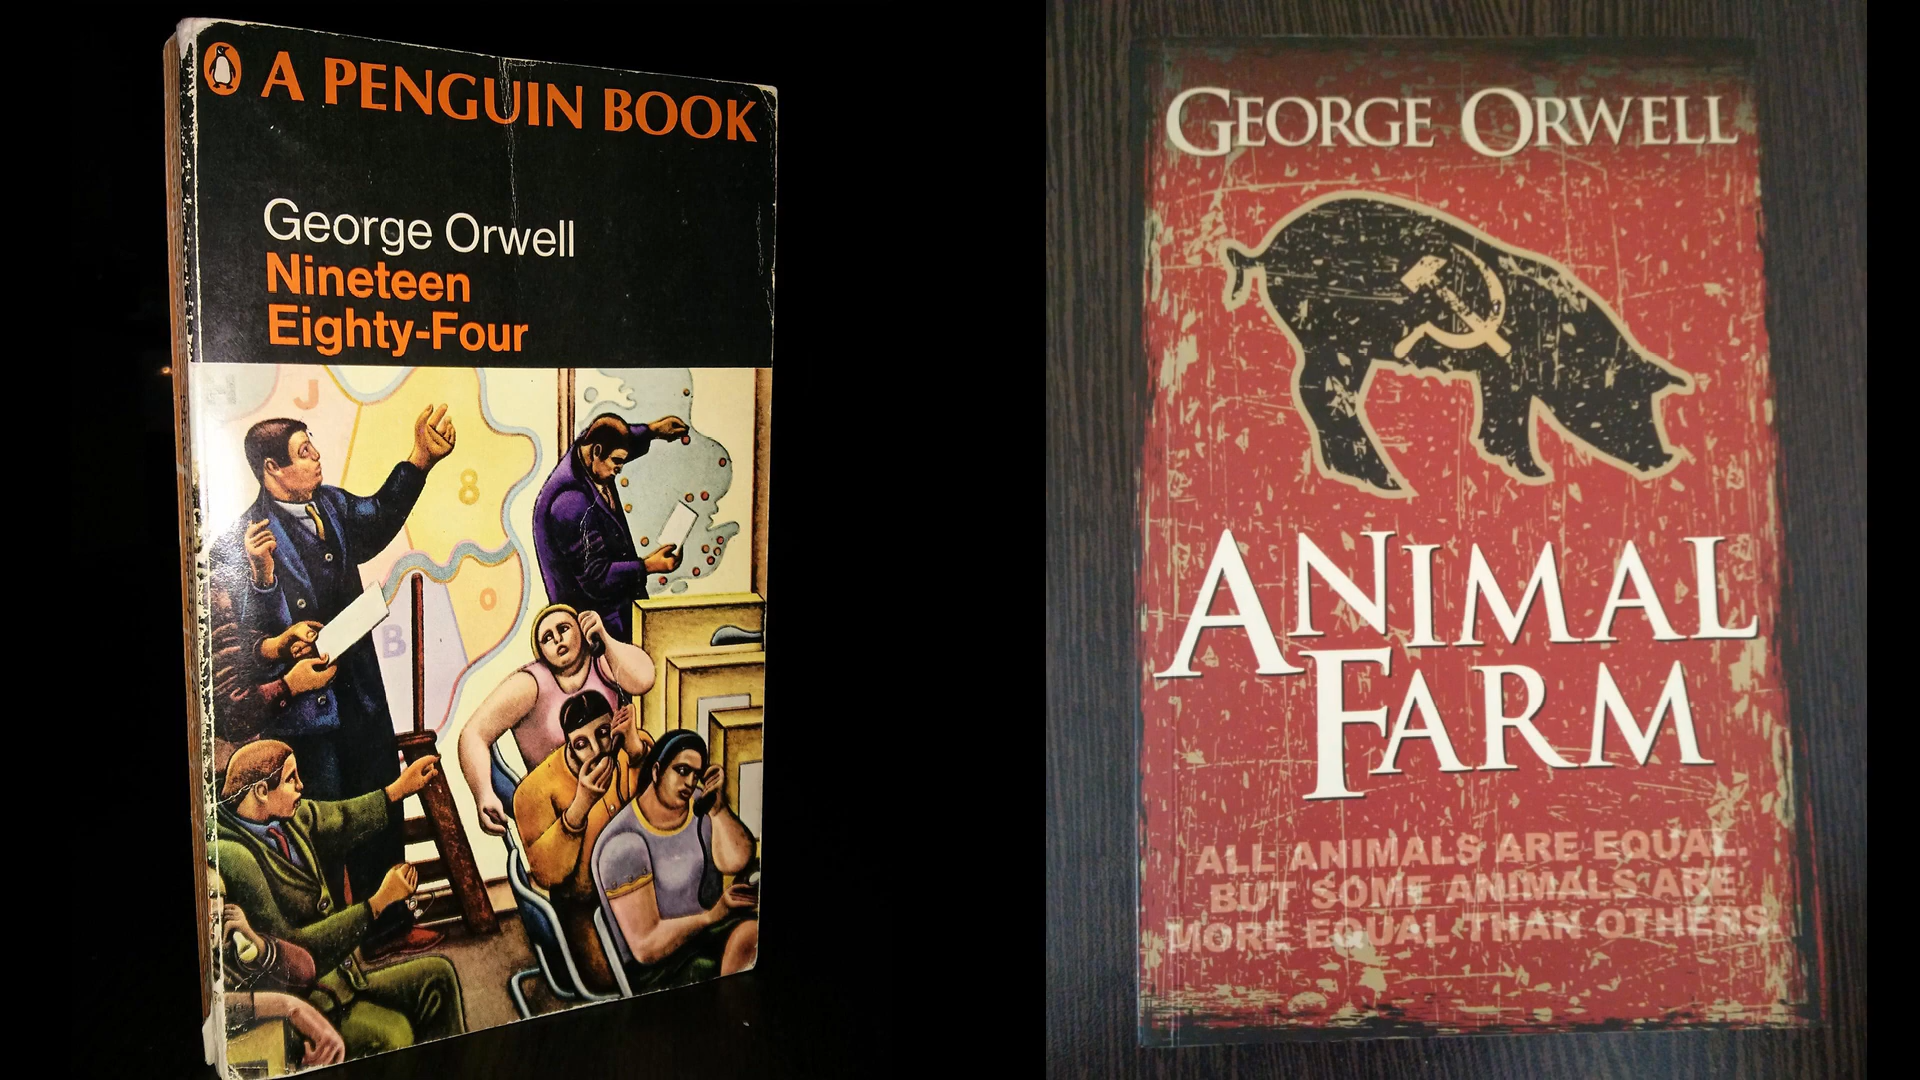 A PENGUIN BOOK
George Orwell
Nineteen
Eighty-Four
J
8
O
B
GEORGE ORWELL
ANIMAL
FARM
ALL ANIMALS ARE EQUAL.
BUT SOME ANIMALS ARE
MORE EQUAL THAN OTHERS.